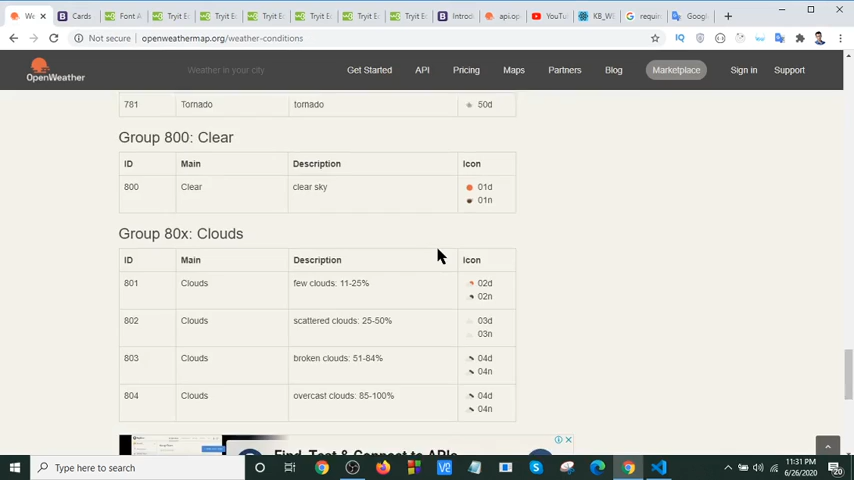 We
Cards
Font A
Tryit E
Tryit E
Tryit E
Tryit E
Tryit E
Tryit E
Introdu
api.op
YouTu
KB_W
requir
Googl
Not secure
openweathermap.org/weather-conditions
OpenWeather
Weather in your city
Get Started
API
Pricing
Maps
Partners
Blog
Marketplace
Sign in
Support
781 Tornado tornado 50d
Group 800: Clear
ID Main Description Icon
800 Clear clear sky 01d
01n
Group 80x: Clouds
ID Main Description Icon
801 Clouds few clouds: 11-25% 02d
02n
802 Clouds scattered clouds: 25-50% 03d
03n
803 Clouds broken clouds: 51-84% 04d
04n
804 Clouds overcast clouds: 85-100% 04d
04n
Find, Test & Connect to APIs
Type here to search
11:31 PM
6/26/2020
20